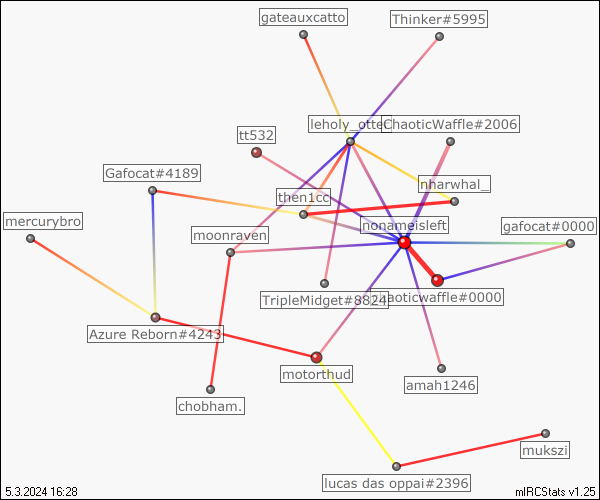 gateauxcatto
Thinker#5995
leholy_otter
ChaoticWaffle#2006
tt532
Gafocat#4189
nharwhal_
then1cc
mercurybro
nonameisleft
gafocat#0000
moonraven
TripleMidget#8824
chaoticwaffle#0000
Azure Reborn#4243
motorthud
amah1246
chobham.
mukszi
lucas das oppai#2396
5.3.2024 16:28
mIRCStats v1.25